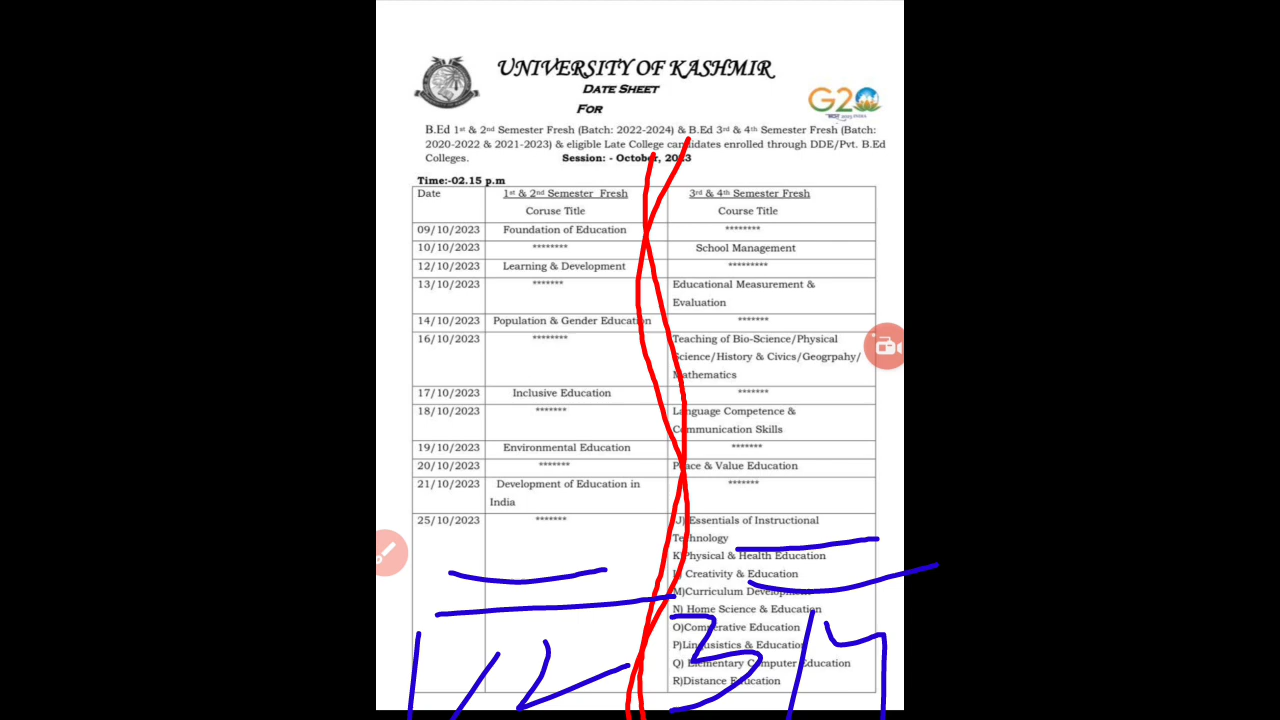 UNIVERSITY OF KASHMIR
DATE SHEET
FOR
G20
B.Ed 1st & 2nd Semester Fresh (Batch: 2022-2024) & B.Ed 3rd & 4th Semester Fresh (Batch:
2020-2022 & 2021-2023) & eligible Late College candidates enrolled through DDE/Pvt. B.Ed
Colleges. Session: - October, 2023
Time:-02.15 p.m
Date 1st & 2nd Semester Fresh 3rd & 4th Semester Fresh
Coruse Title Course Title
09/10/2023 Foundation of Education ********
10/10/2023 ******** School Management
12/10/2023 Learning & Development *********
13/10/2023 ******* Educational Measurement &
Evaluation
14/10/2023 Population & Gender Education *******
16/10/2023 ******** Teaching of Bio-Science/Physical
Science/History & Civics/Geogrpahy/
Mathematics
17/10/2023 Inclusive Education *******
18/10/2023 ******* Language Competence &
Communication Skills
19/10/2023 Environmental Education *******
20/10/2023 ******* Peace & Value Education
21/10/2023 Development of Education in *******
India
25/10/2023 ******* J) Essentials of Instructional
Technology
K)Physical & Health Education
L) Creativity & Education
M)Curriculum Development
N) Home Science & Education
O)Comperative Education
P)Lingusistics & Education
Q) Elementary Computer Education
R)Distance Education
1/2 3/4